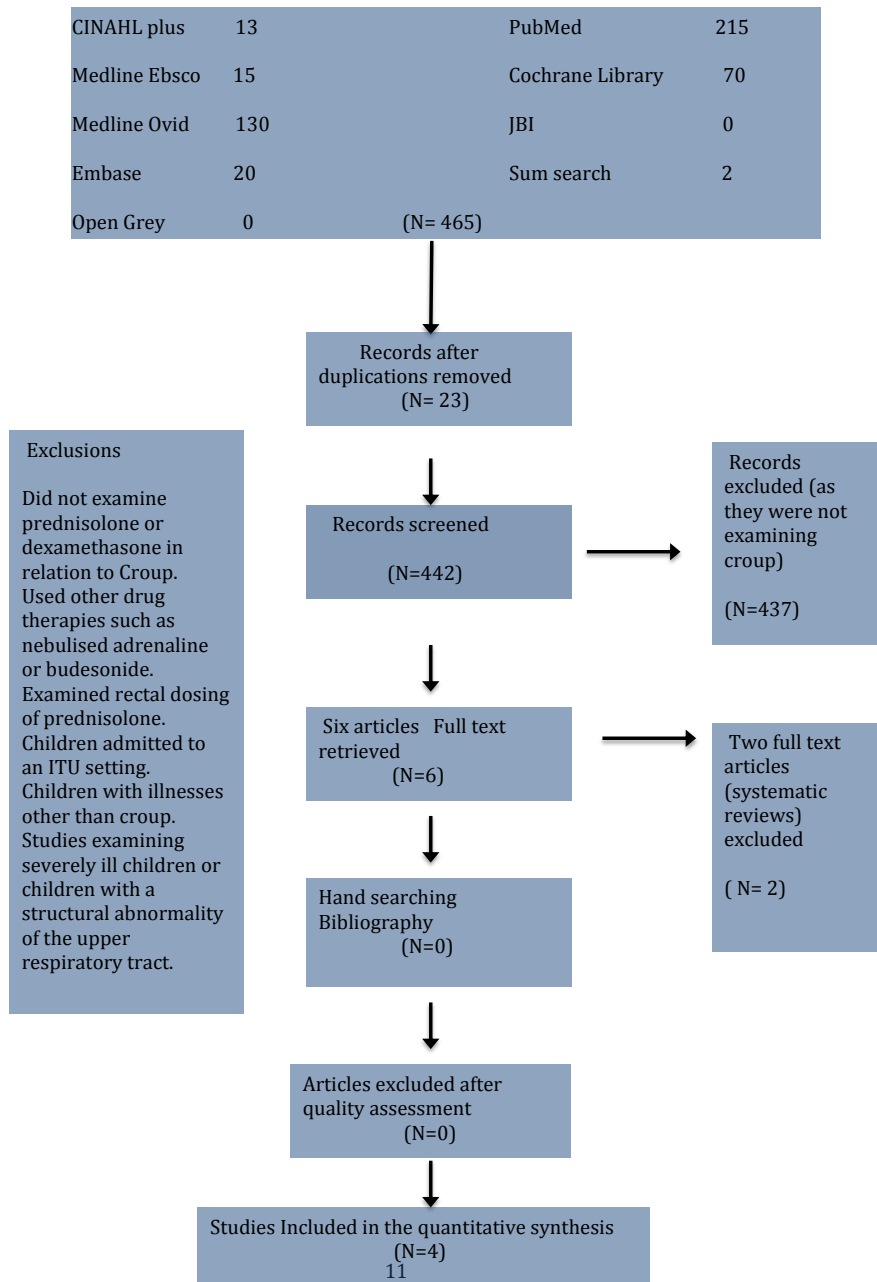 CINAHL plus 13 PubMed 215
Medline Ebsco 15 Cochrane Library 70
Medline Ovid 130 JBI 0
Embase 20 Sum search 2
Open Grey 0 (N= 465)
Records after
duplications removed
(N= 23)
Exclusions
Did not examine
prednisolone or
dexamethasone in
relation to Croup.
Used other drug
therapies such as
nebulised adrenaline
or budesonide.
Examined rectal dosing
of prednisolone.
Children admitted to
an ITU setting.
Children with illnesses
other than croup.
Studies examining
severely ill children or
children with a
structural abnormality
of the upper
respiratory tract.
Records screened
(N=442)
Records
excluded (as
they were not
examining
croup)
(N=437)
Six articles Full text
retrieved
(N=6)
Two full text
articles
(systematic
reviews)
excluded
( N= 2)
Hand searching
Bibliography
(N=0)
Articles excluded after
quality assessment
(N=0)
Studies Included in the quantitative synthesis
(N=4)
11